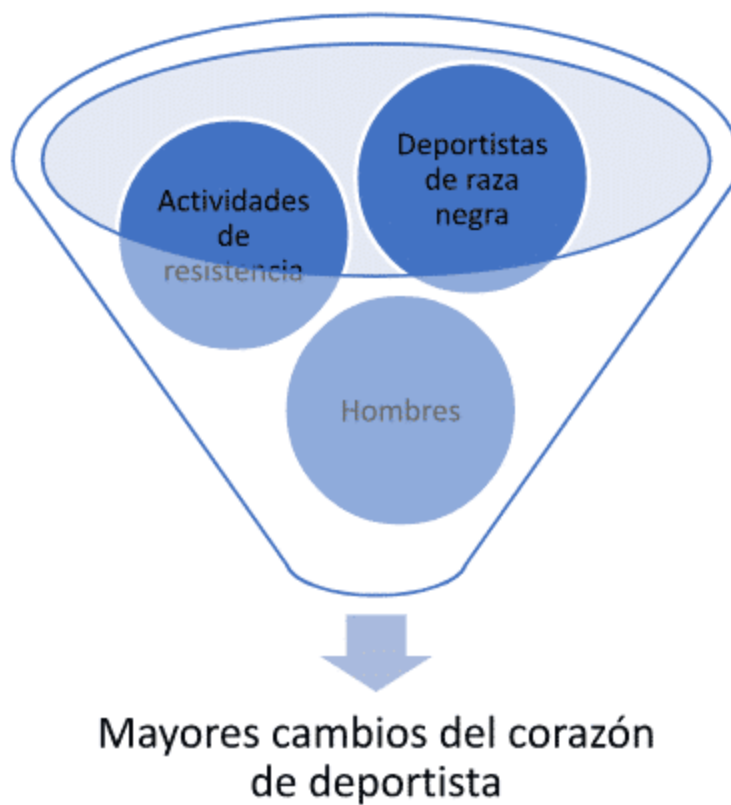 Deportistas
de raza
negra
Actividades
de
resistencia
Hombres
Mayores cambios del corazón
de deportista